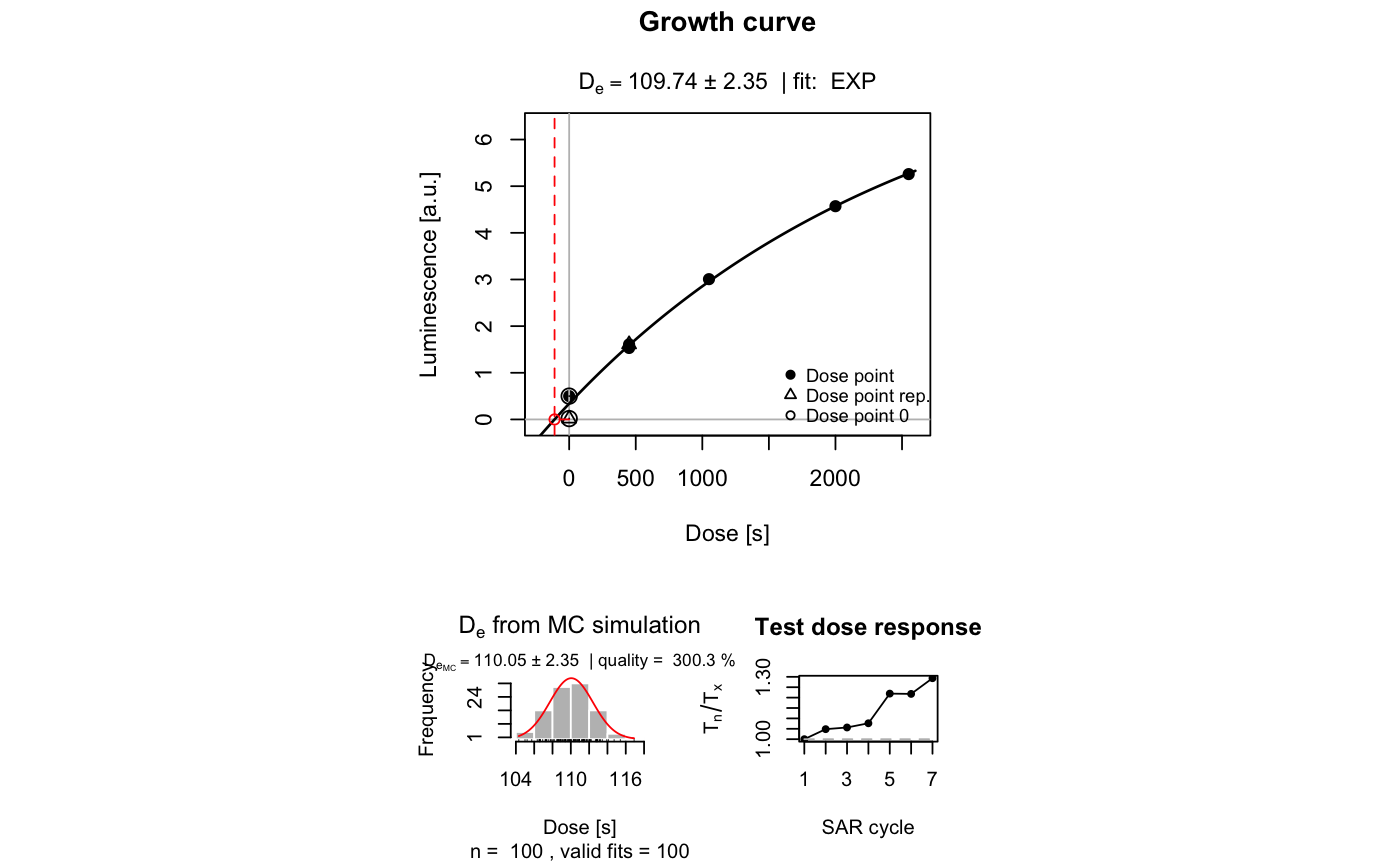 Growth curve
De = 109.74 ± 2.35 | fit: EXP
Luminescence [a.u.]
6
5
4
3
2
1
0
Dose point
Dose point rep.
Dose point 0
0 500 1000 2000
Dose [s]
De from MC simulation
DeMC = 110.05 ± 2.35 | quality = 300.3 %
Frequency
24
1
104 110 116
Dose [s]
n = 100 , valid fits = 100
Test dose response
Tn/Tx
1.30
1.00
1 3 5 7
SAR cycle